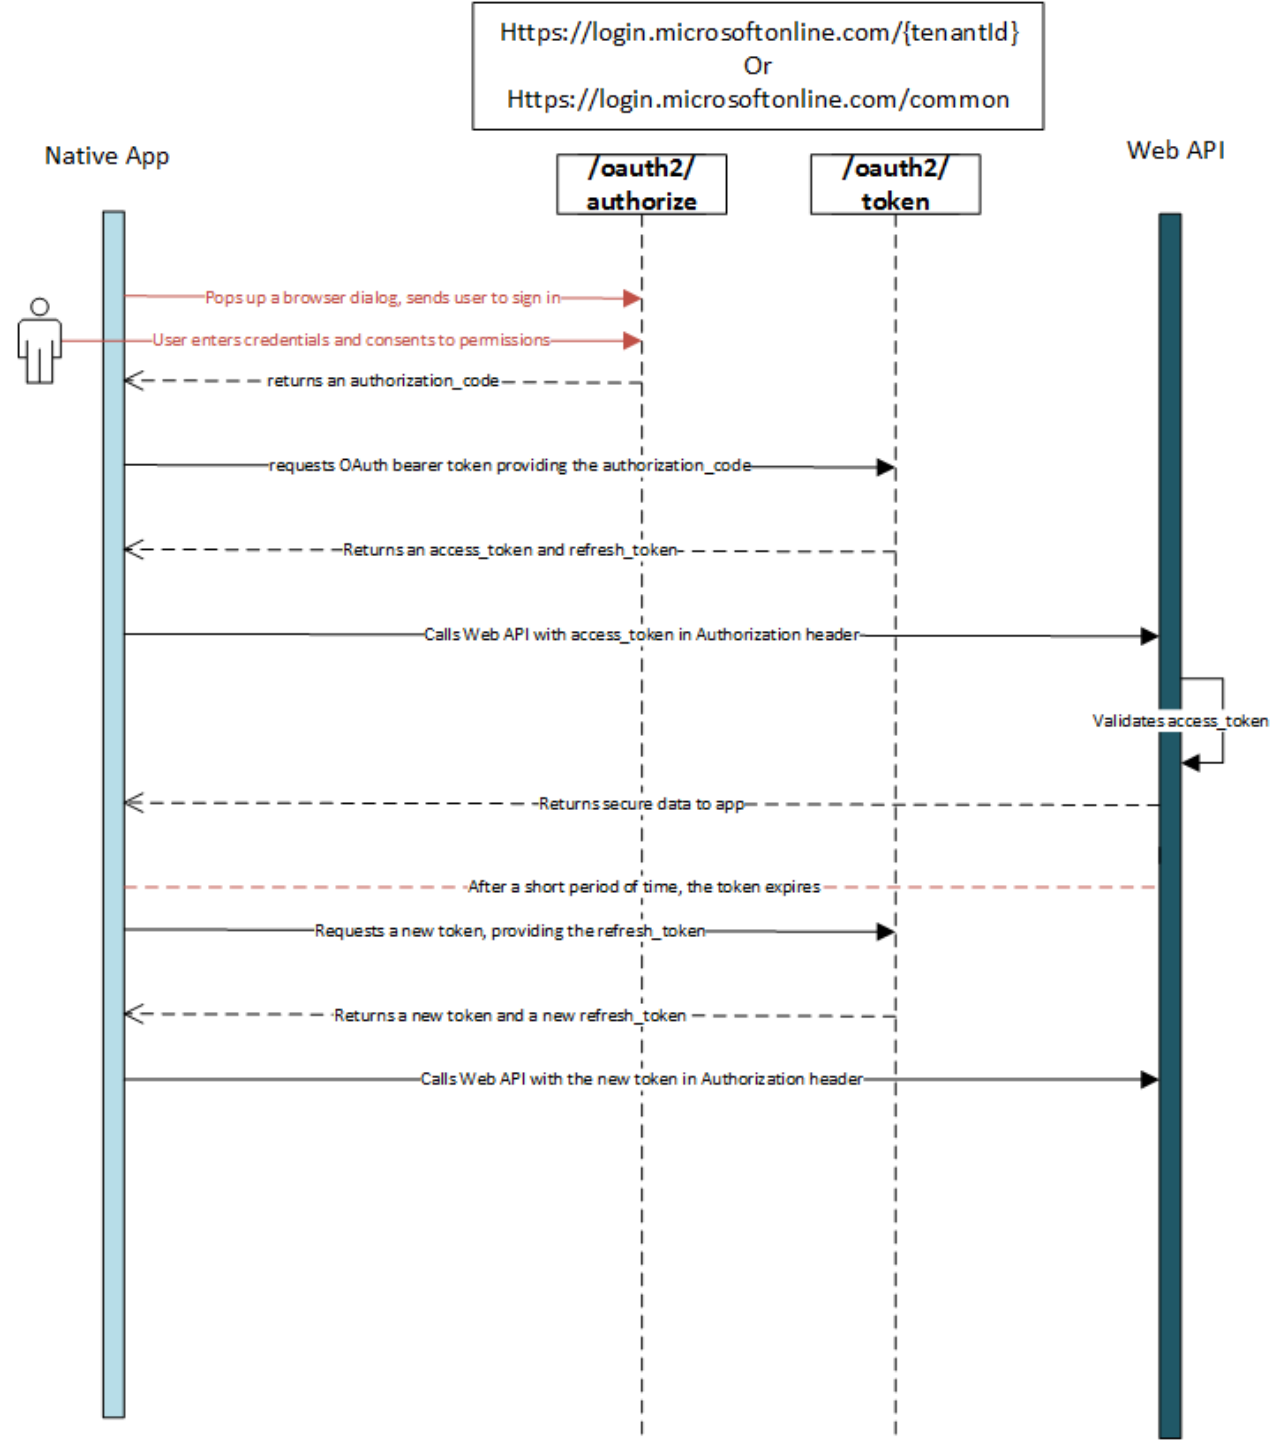 Https://login.microsoftonline.com/{tenantId}
Or
Https://login.microsoftonline.com/common
Native App
/oauth2/
authorize
/oauth2/
token
Web API
Pops up a browser dialog, sends user to sign in
User enters credentials and consents to permissions
returns an authorization_code
requests OAuth bearer token providing the authorization_code
Returns an access_token and refresh_token
Calls Web API with access_token in Authorization header
Validates access_token
Returns secure data to app
After a short period of time, the token expires
Requests a new token, providing the refresh_token
Returns a new token and a new refresh_token
Calls Web API with the new token in Authorization header